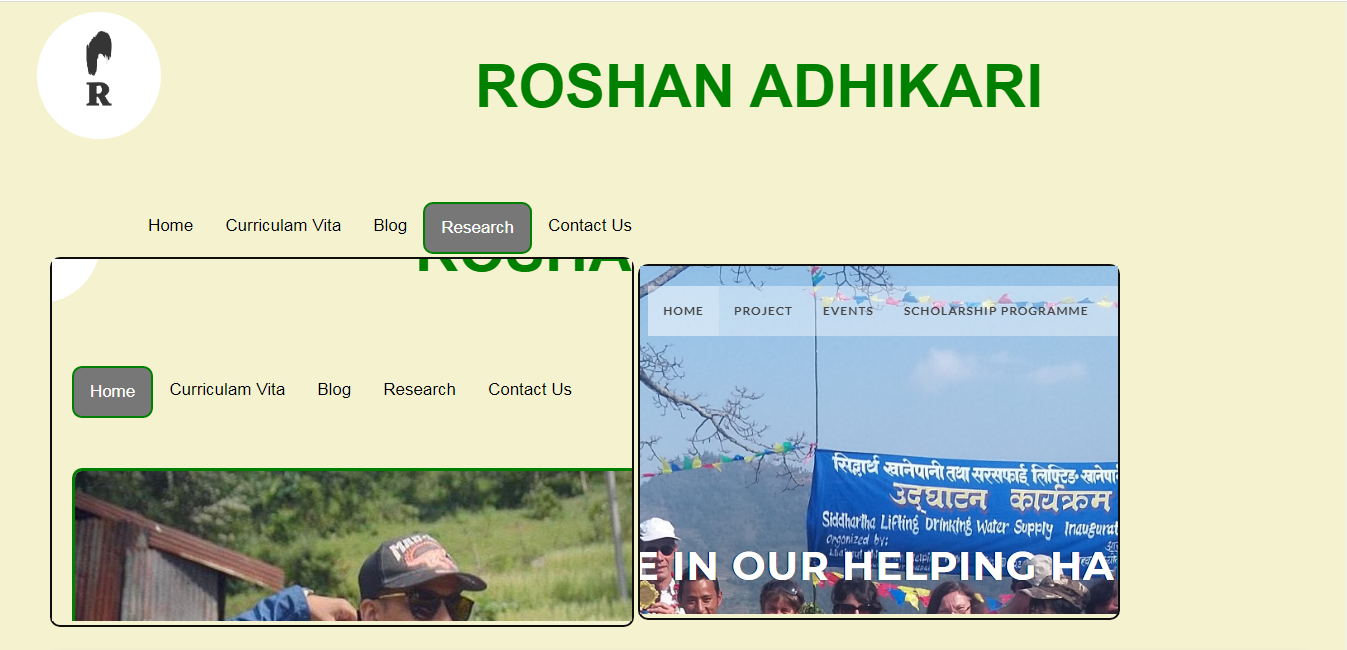 R
ROSHAN ADHIKARI
Home Curriculam Vita Blog Research Contact Us
ROSHA
Home Curriculam Vita Blog Research Contact Us
HOME PROJECT EVENTS SCHOLARSHIP PROGRAMME
सिद्धार्थ खानेपानी तथा सरसफाई लिफ्टिङ खानेपा
उद्घाटन कार्यक्रम
Siddhartha Lifting Drinking Water Supply Inaugurat
organized by:
E IN OUR HELPING HA